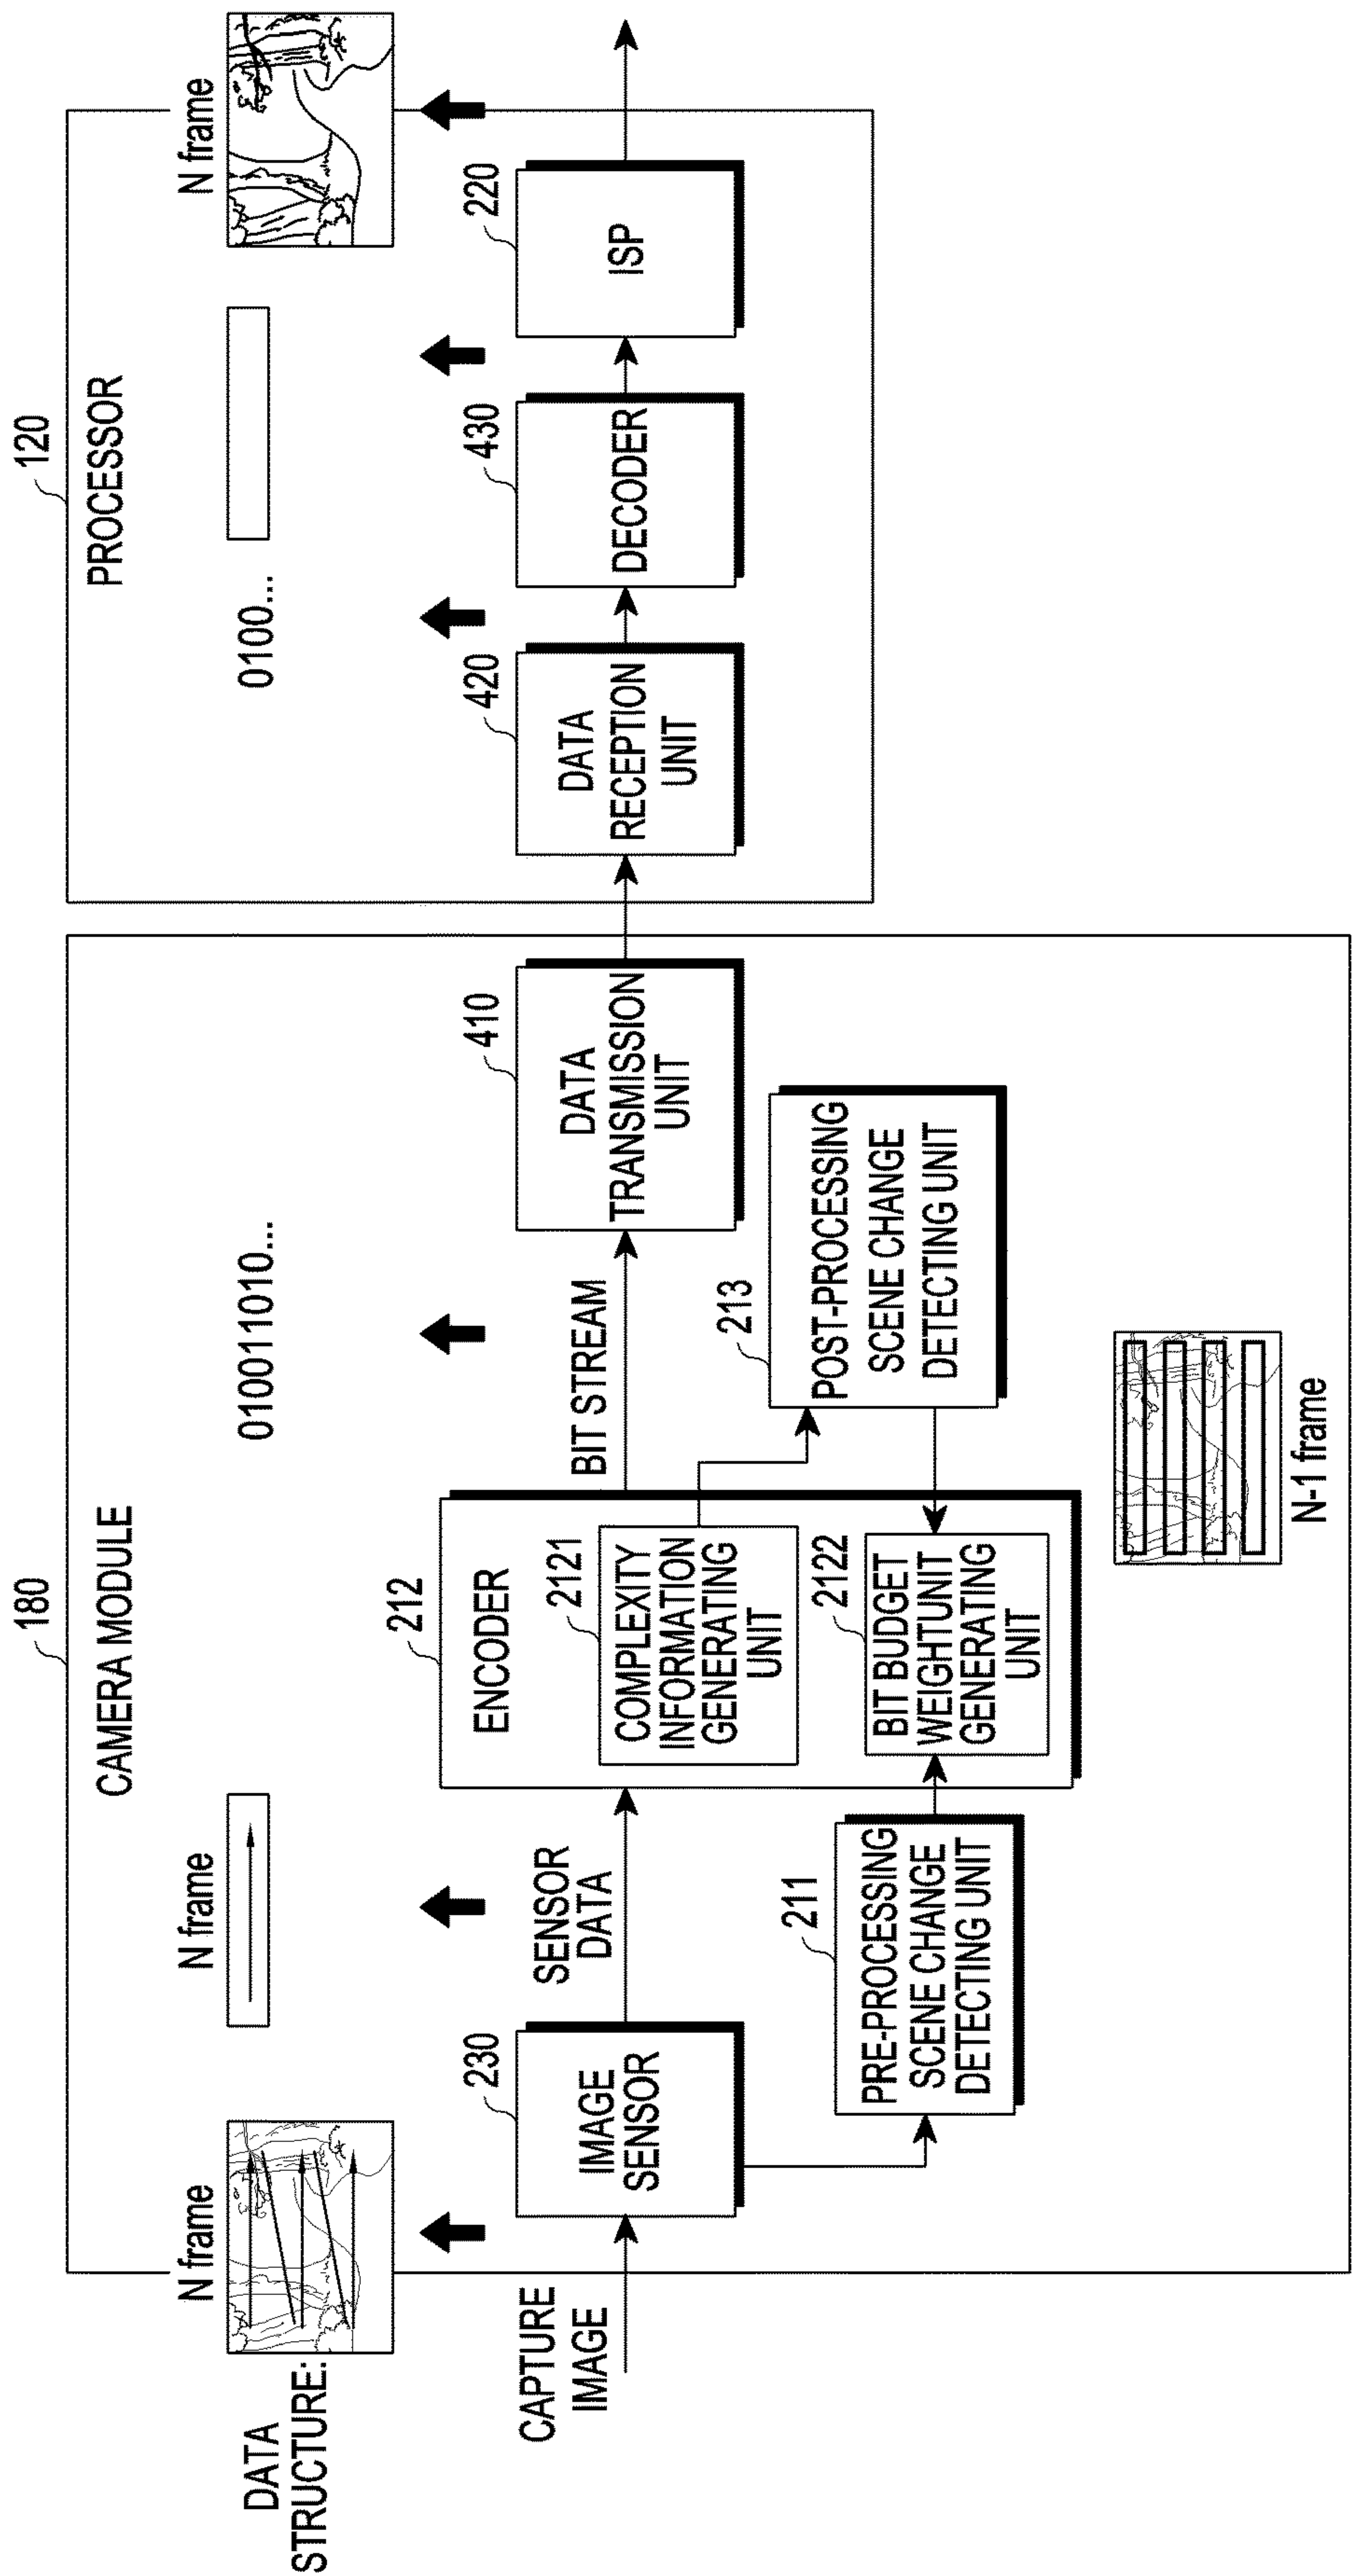 180
CAMERA MODULE
120
PROCESSOR
DATA
STRUCTURE:
N frame
N frame
010011010...
0100...
N frame
CAPTURE
IMAGE
230
IMAGE
SENSOR
SENSOR
DATA
212
ENCODER
2121
COMPLEXITY
INFORMATION
GENERATING
UNIT
2122
BIT BUDGET
WEIGHTUNIT
GENERATING
UNIT
BIT STREAM
410
DATA
TRANSMISSION
UNIT
420
DATA
RECEPTION
UNIT
430
DECODER
220
ISP
211
PRE-PROCESSING
SCENE CHANGE
DETECTING UNIT
213
POST-PROCESSING
SCENE CHANGE
DETECTING UNIT
N-1 frame